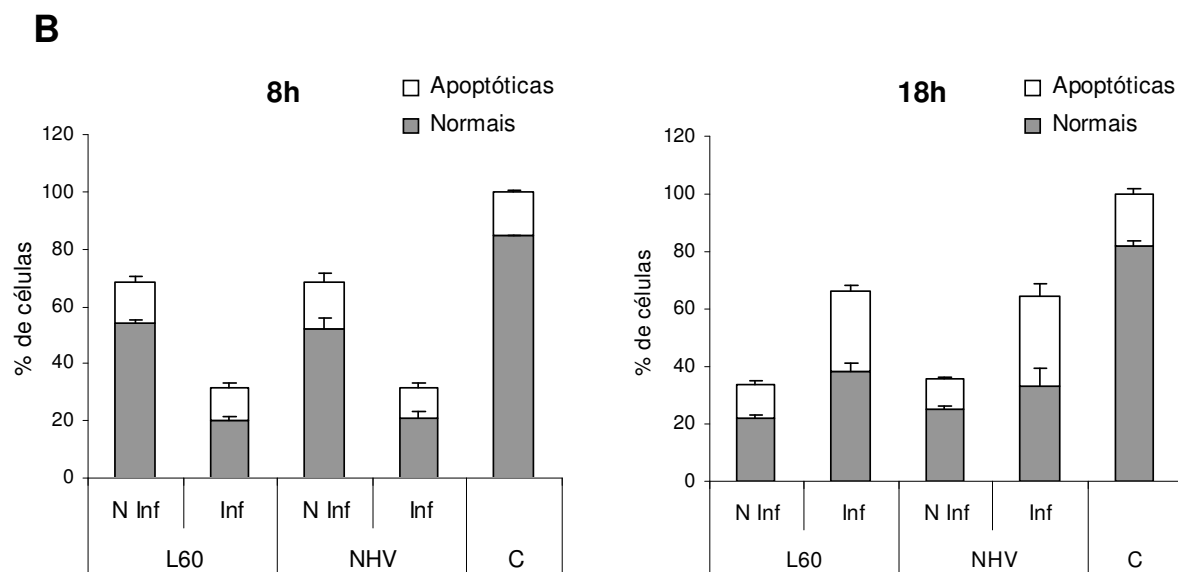 B
8h
Apoptóticas
Normais
% de células
120
100
80
60
40
20
0
N Inf Inf N Inf Inf
L60 NHV C
18h
Apoptóticas
Normais
% de células
120
100
80
60
40
20
0
N Inf Inf N Inf Inf
L60 NHV C